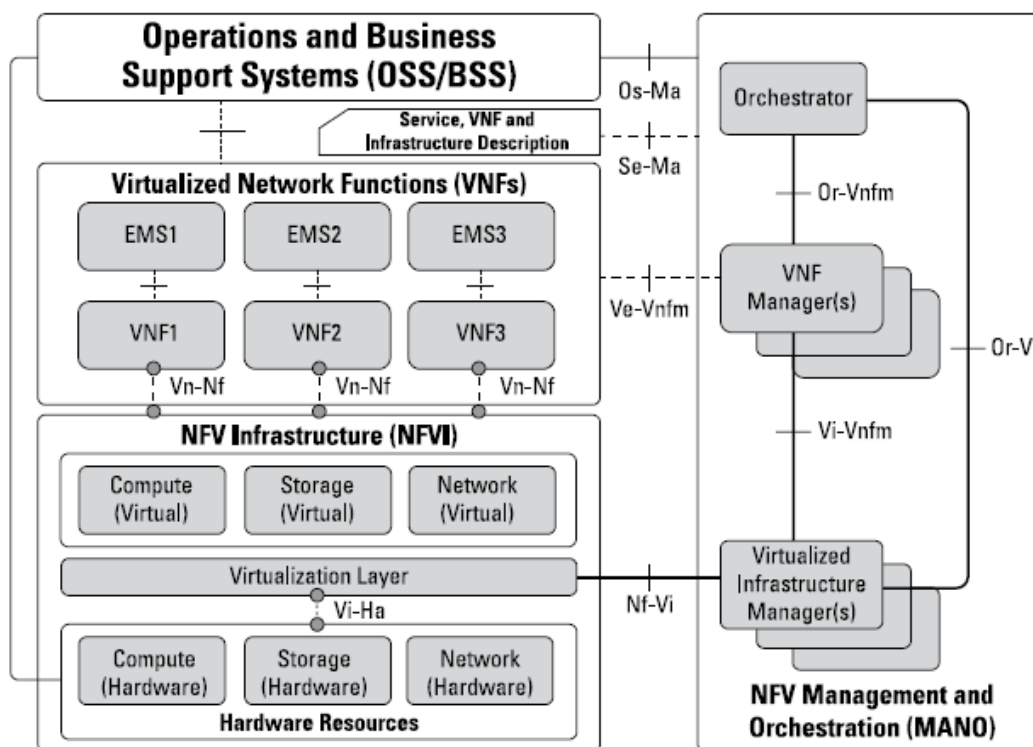 Operations and Business
Support Systems (OSS/BSS)
Os-Ma
Orchestrator
Service, VNF and
Infrastructure Description
Se-Ma
Virtualized Network Functions (VNFs)
Or-Vnfm
EMS1
EMS2
EMS3
VNF
Manager(s)
Ve-Vnfm
VNF1
VNF2
VNF3
Or-V
Vn-Nf
Vn-Nf
Vn-Nf
NFV Infrastructure (NFVI)
Vi-Vnfm
Compute
(Virtual)
Storage
(Virtual)
Network
(Virtual)
Virtualization Layer
Virtualized
Infrastructure
Manager(s)
Nf-Vi
Vi-Ha
Compute
(Hardware)
Storage
(Hardware)
Network
(Hardware)
Hardware Resources
NFV Management and
Orchestration (MANO)